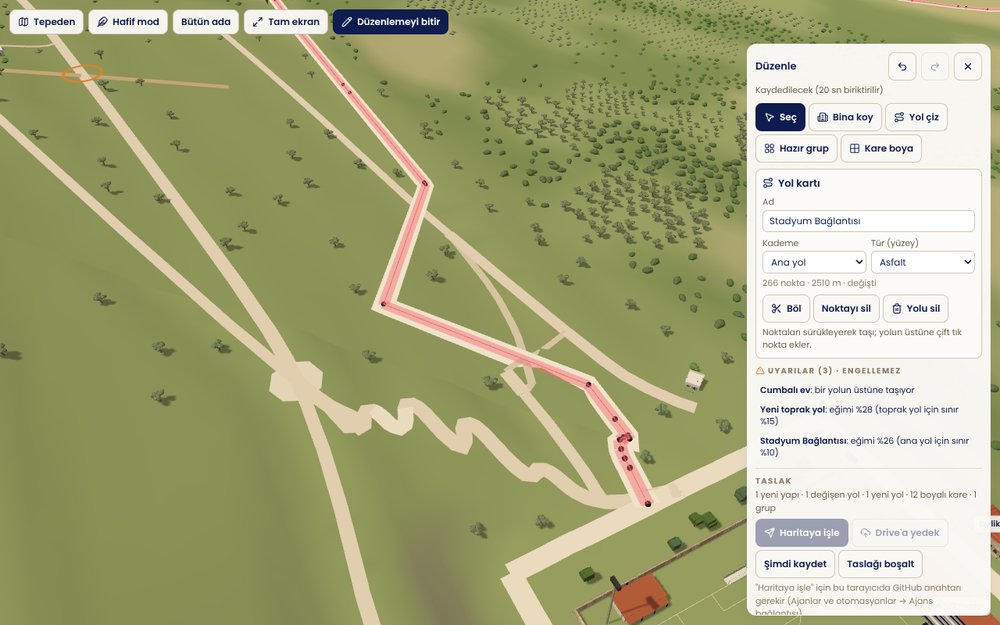 Tepeden
Hafif mod
Bütün ada
Tam ekran
Düzenlemeyi bitir
Düzenle
Kaydedilecek (20 sn biriktirilir)
Seç
Bina koy
Yol çiz
Hazır grup
Kare boya
Yol kartı
Ad
Stadyum Bağlantısı
Kademe
Tür (yüzey)
Ana yol
Asfalt
266 nokta · 2510 m · değişti
Böl
Noktayı sil
Yolu sil
Noktaları sürükleyerek taşı; yolun üstüne çift tık
nokta ekler.
UYARILAR (3) · ENGELLEMEZ
Cumbalı ev: bir yolun üstüne taşıyor
Yeni toprak yol: eğimi %28 (toprak yol için sınır
%15)
Stadyum Bağlantısı: eğimi %26 (ana yol için sınır
%10)
TASLAK
1 yeni yapı · 1 değişen yol · 1 yeni yol · 12 boyalı kare · 1
grup
Haritaya işle
Drive'a yedek
Şimdi kaydet
Taslağı boşalt
"Haritaya işle" için bu tarayıcıda GitHub anahtarı
gerekir (Ajanlar ve otomasyonlar → Ajans
bağlantısı)